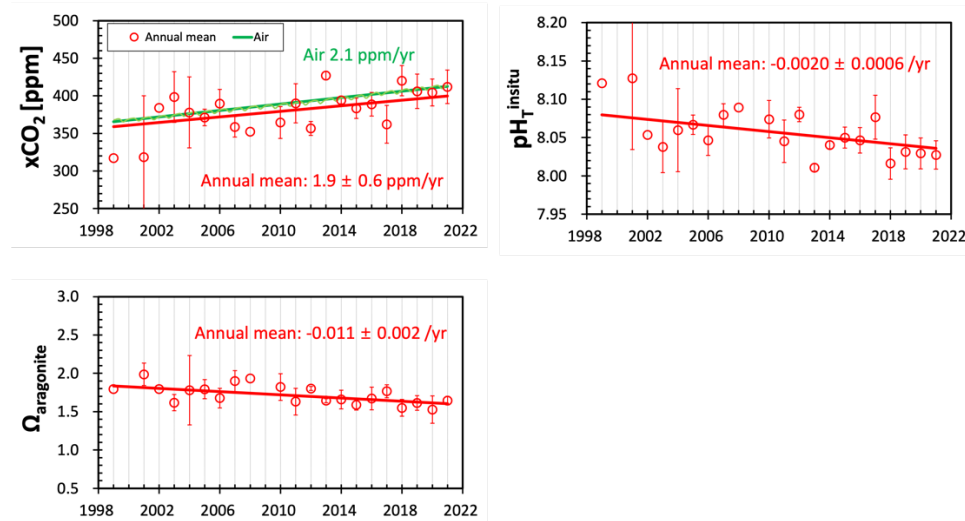 500
450
400
350
300
250
xCO₂ [ppm]
Annual mean
Air
Air 2.1 ppm/yr
Annual mean: 1.9 ± 0.6 ppm/yr
1998 2002 2006 2010 2014 2018 2022
8.20
8.15
8.10
8.05
8.00
7.95
pH_T^insitu
Annual mean: -0.0020 ± 0.0006 /yr
1998 2002 2006 2010 2014 2018 2022
3.0
2.5
2.0
1.5
1.0
0.5
Ω_aragonite
Annual mean: -0.011 ± 0.002 /yr
1998 2002 2006 2010 2014 2018 2022